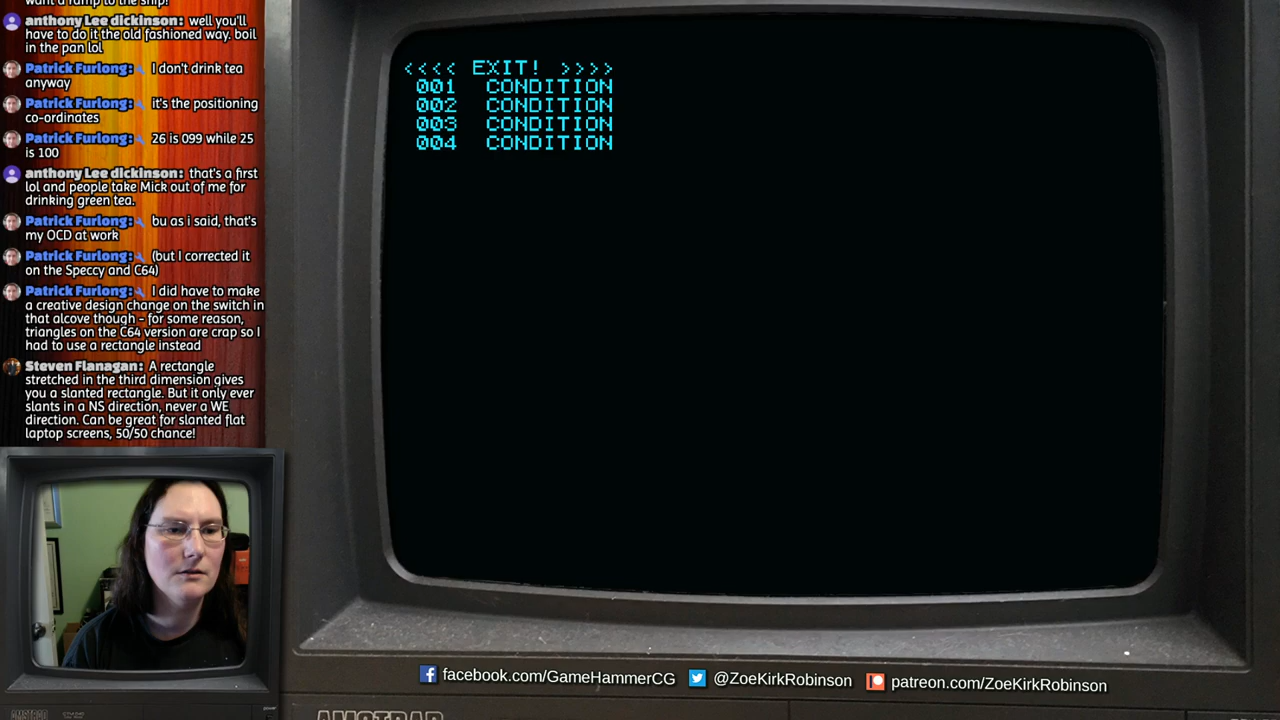 want a ramp to the ship!
anthony Lee dickinson: well you'll
have to do it the old fashioned way. boil
in the pan lol
Patrick Furlong: I don't drink tea
anyway
Patrick Furlong: it's the positioning
co-ordinates
Patrick Furlong: 26 is 099 while 25
is 100
anthony Lee dickinson: that's a first
lol and people take Mick out of me for
drinking green tea.
Patrick Furlong: bu as i said, that's
my OCD at work
Patrick Furlong: (but I corrected it
on the Speccy and C64)
Patrick Furlong: I did have to make
a creative design change on the switch in
that alcove though - for some reason,
triangles on the C64 version are crap so I
had to use a rectangle instead
Steven Flanagan: A rectangle
stretched in the third dimension gives
you a slanted rectangle. But it only ever
slants in a NS direction, never a WE
direction. Can be great for slanted flat
laptop screens, 50/50 chance!
<<<< EXIT! >>>>
001 CONDITION
002 CONDITION
003 CONDITION
004 CONDITION
facebook.com/GameHammerCG @ZoeKirkRobinson patreon.com/ZoeKirkRobinson
AMSTRAD
AMSTRAD